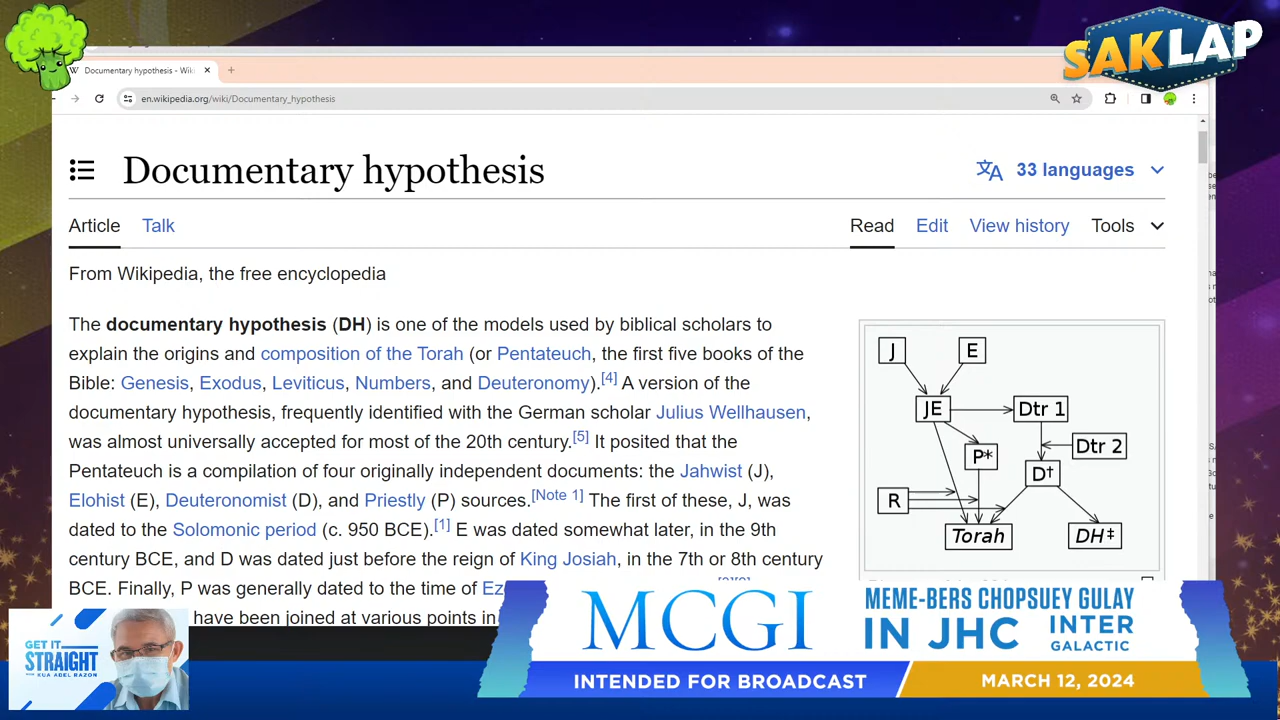 SAKLAP
Documentary hypothesis - Wiki
en.wikipedia.org/wiki/Documentary_hypothesis
Documentary hypothesis
33 languages
Article Talk
Read Edit View history Tools
From Wikipedia, the free encyclopedia
The documentary hypothesis (DH) is one of the models used by biblical scholars to
explain the origins and composition of the Torah (or Pentateuch, the first five books of the
Bible: Genesis, Exodus, Leviticus, Numbers, and Deuteronomy).[4] A version of the
documentary hypothesis, frequently identified with the German scholar Julius Wellhausen,
was almost universally accepted for most of the 20th century.[5] It posited that the
Pentateuch is a compilation of four originally independent documents: the Jahwist (J),
Elohist (E), Deuteronomist (D), and Priestly (P) sources.[Note 1] The first of these, J, was
dated to the Solomonic period (c. 950 BCE).[1] E was dated somewhat later, in the 9th
century BCE, and D was dated just before the reign of King Josiah, in the 7th or 8th century
BCE. Finally, P was generally dated to the time of Ez
have been joined at various points in
J E
JE Dtr 1
P* Dtr 2
D†
R
Torah DH‡
GET IT
STRAIGHT
WITH KUYA ADEL RAZON
MCGI
MEME-BERS CHOPSUEY GULAY
IN JHC INTER
GALACTIC
INTENDED FOR BROADCAST
MARCH 12, 2024